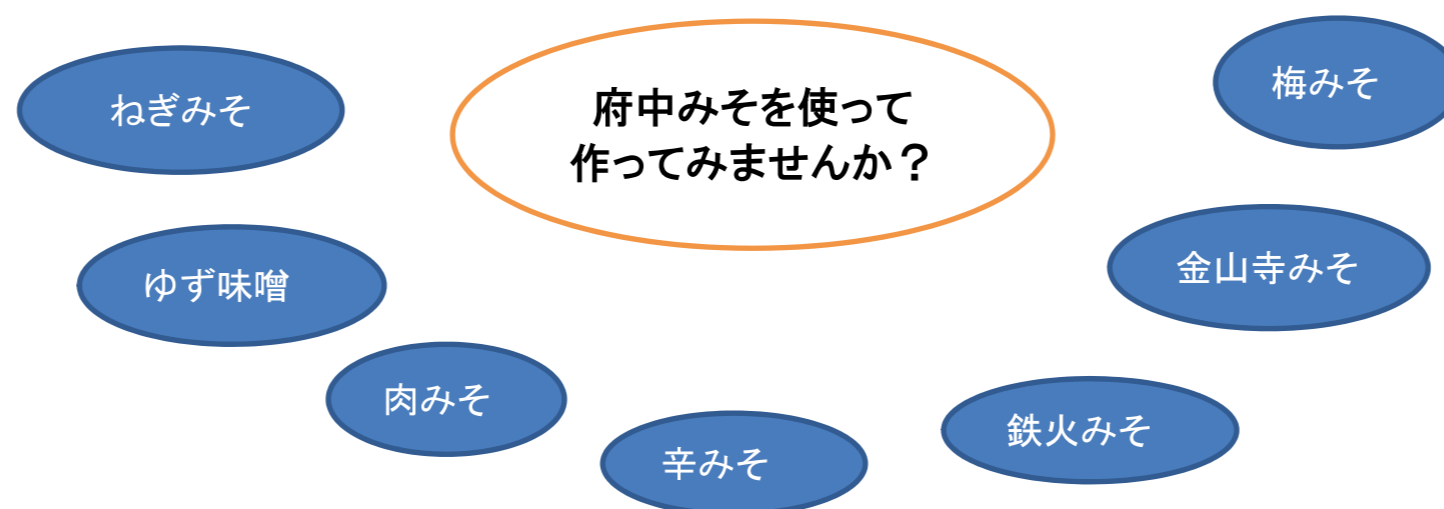 府中みそを使って
作ってみませんか？
ねぎみそ
梅みそ
ゆず味噌
金山寺みそ
肉みそ
鉄火みそ
辛みそ